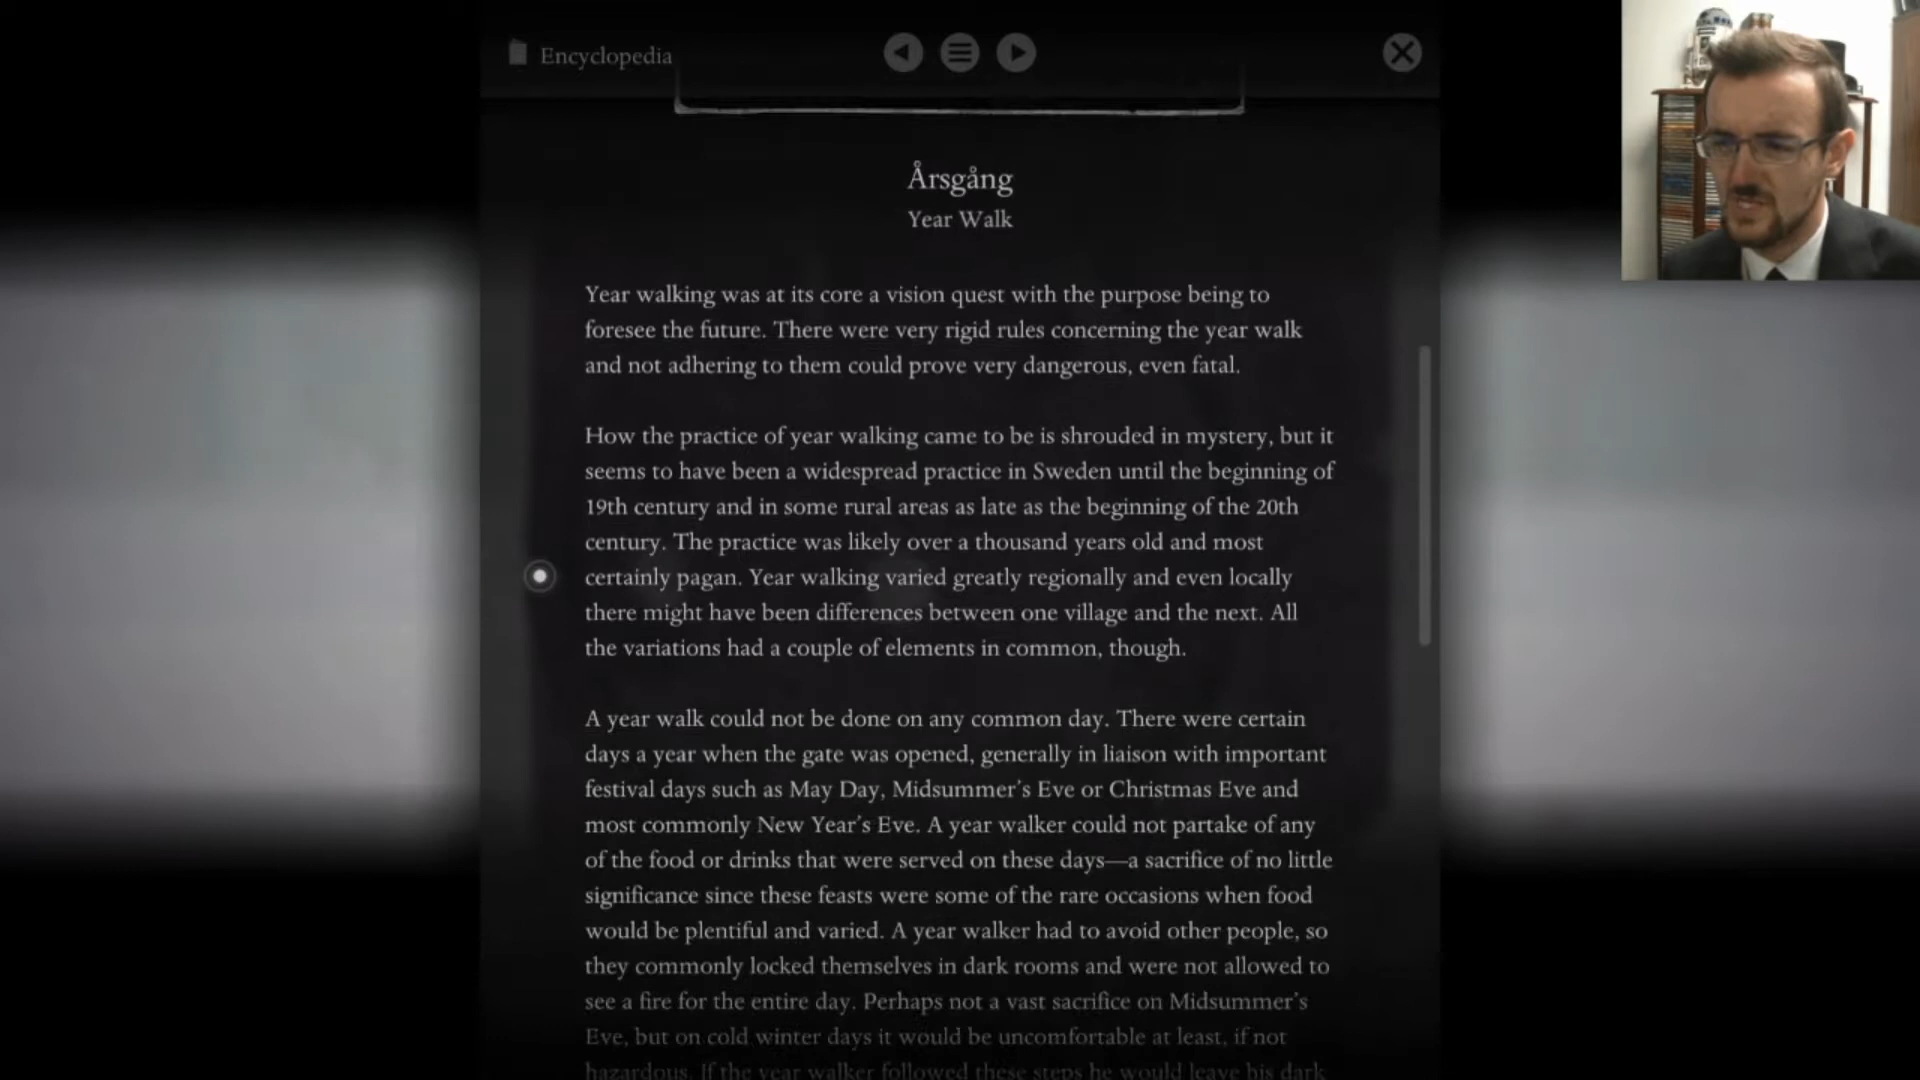 Encyclopedia
Årsgång
Year Walk
Year walking was at its core a vision quest with the purpose being to
foresee the future. There were very rigid rules concerning the year walk
and not adhering to them could prove very dangerous, even fatal.
How the practice of year walking came to be is shrouded in mystery, but it
seems to have been a widespread practice in Sweden until the beginning of
19th century and in some rural areas as late as the beginning of the 20th
century. The practice was likely over a thousand years old and most
certainly pagan. Year walking varied greatly regionally and even locally
there might have been differences between one village and the next. All
the variations had a couple of elements in common, though.
A year walk could not be done on any common day. There were certain
days a year when the gate was opened, generally in liaison with important
festival days such as May Day, Midsummer's Eve or Christmas Eve and
most commonly New Year's Eve. A year walker could not partake of any
of the food or drinks that were served on these days—a sacrifice of no little
significance since these feasts were some of the rare occasions when food
would be plentiful and varied. A year walker had to avoid other people, so
they commonly locked themselves in dark rooms and were not allowed to
see a fire for the entire day. Perhaps not a vast sacrifice on Midsummer's
Eve, but on cold winter days it would be uncomfortable at least, if not
hazardous. If the year walker followed these steps he would leave his dark